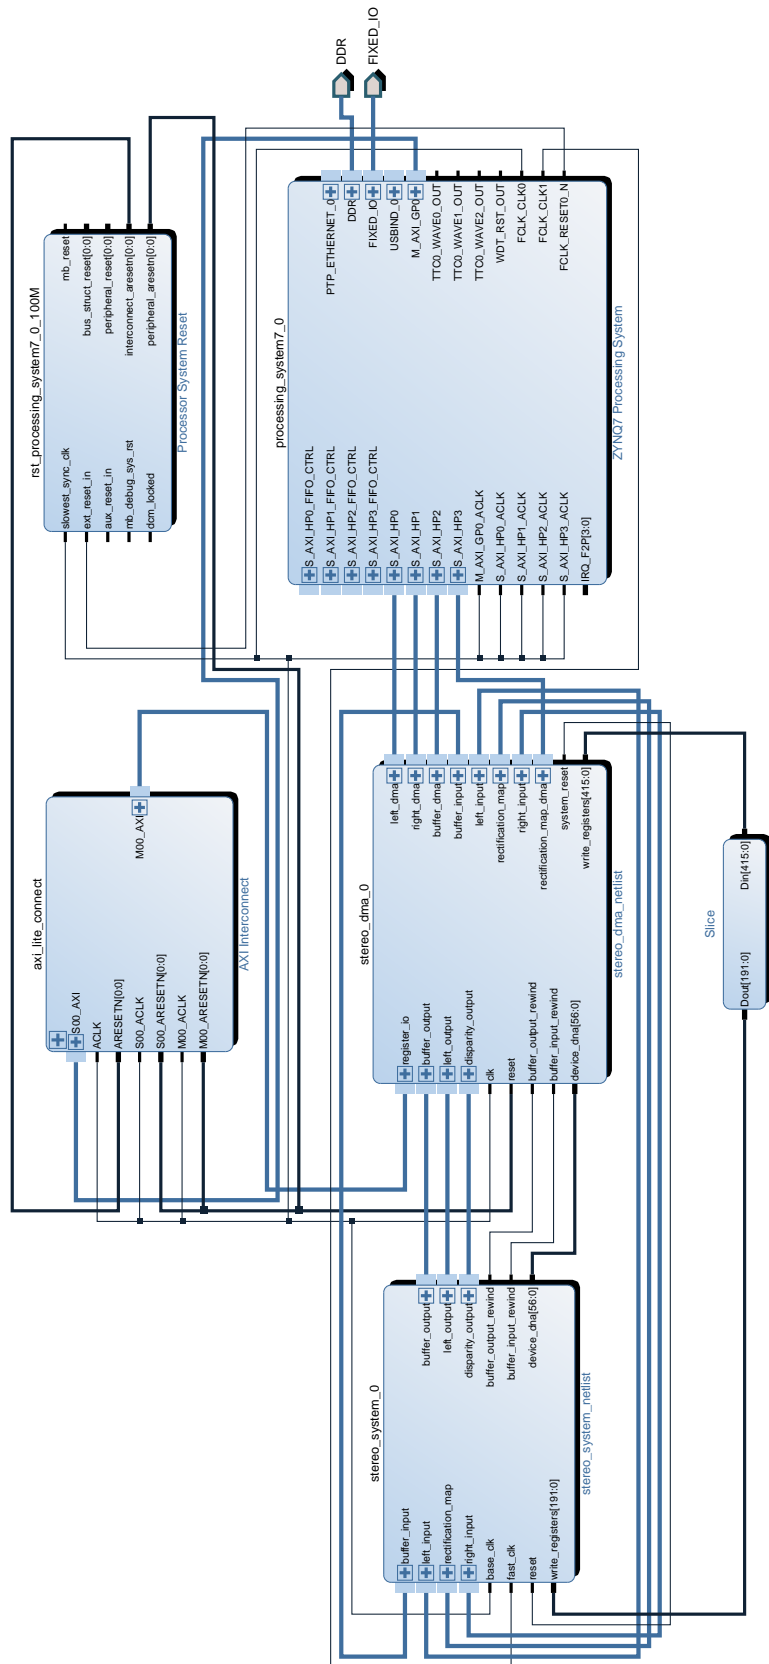 DDR
FIXED_IO
rst_processing_system7_0_100M
slowest_sync_clk
ext_reset_in
aux_reset_in
mb_debug_sys_rst
dcm_locked
mb_reset
bus_struct_reset[0:0]
peripheral_reset[0:0]
interconnect_aresetn[0:0]
peripheral_aresetn[0:0]
Processor System Reset
processing_system7_0
S_AXI_HP0_FIFO_CTRL
S_AXI_HP1_FIFO_CTRL
S_AXI_HP2_FIFO_CTRL
S_AXI_HP3_FIFO_CTRL
S_AXI_HP0
S_AXI_HP1
S_AXI_HP2
S_AXI_HP3
M_AXI_GP0_ACLK
S_AXI_HP0_ACLK
S_AXI_HP1_ACLK
S_AXI_HP2_ACLK
S_AXI_HP3_ACLK
IRQ_F2P[3:0]
PTP_ETHERNET_0
DDR
FIXED_IO
USBIND_0
M_AXI_GP0
TTC0_WAVE0_OUT
TTC0_WAVE1_OUT
TTC0_WAVE2_OUT
WDT_RST_OUT
FCLK_CLK0
FCLK_CLK1
FCLK_RESET0_N
ZYNQ7 Processing System
axi_lite_connect
S00_AXI
ACLK
ARESETN[0:0]
S00_ACLK
S00_ARESETN[0:0]
M00_ACLK
M00_ARESETN[0:0]
M00_AXI
AXI Interconnect
stereo_dma_0
register_io
buffer_output
left_output
disparity_output
clk
reset
buffer_output_rewind
buffer_input_rewind
device_dna[56:0]
left_dma
right_dma
buffer_dma
buffer_input
left_input
rectification_map
right_input
rectification_map_dma
system_reset
write_registers[415:0]
stereo_dma_netlist
Slice
Dout[191:0]
Din[415:0]
stereo_system_0
buffer_input
left_input
rectification_map
right_input
base_clk
fast_clk
reset
write_registers[191:0]
buffer_output
left_output
disparity_output
buffer_output_rewind
buffer_input_rewind
device_dna[56:0]
stereo_system_netlist